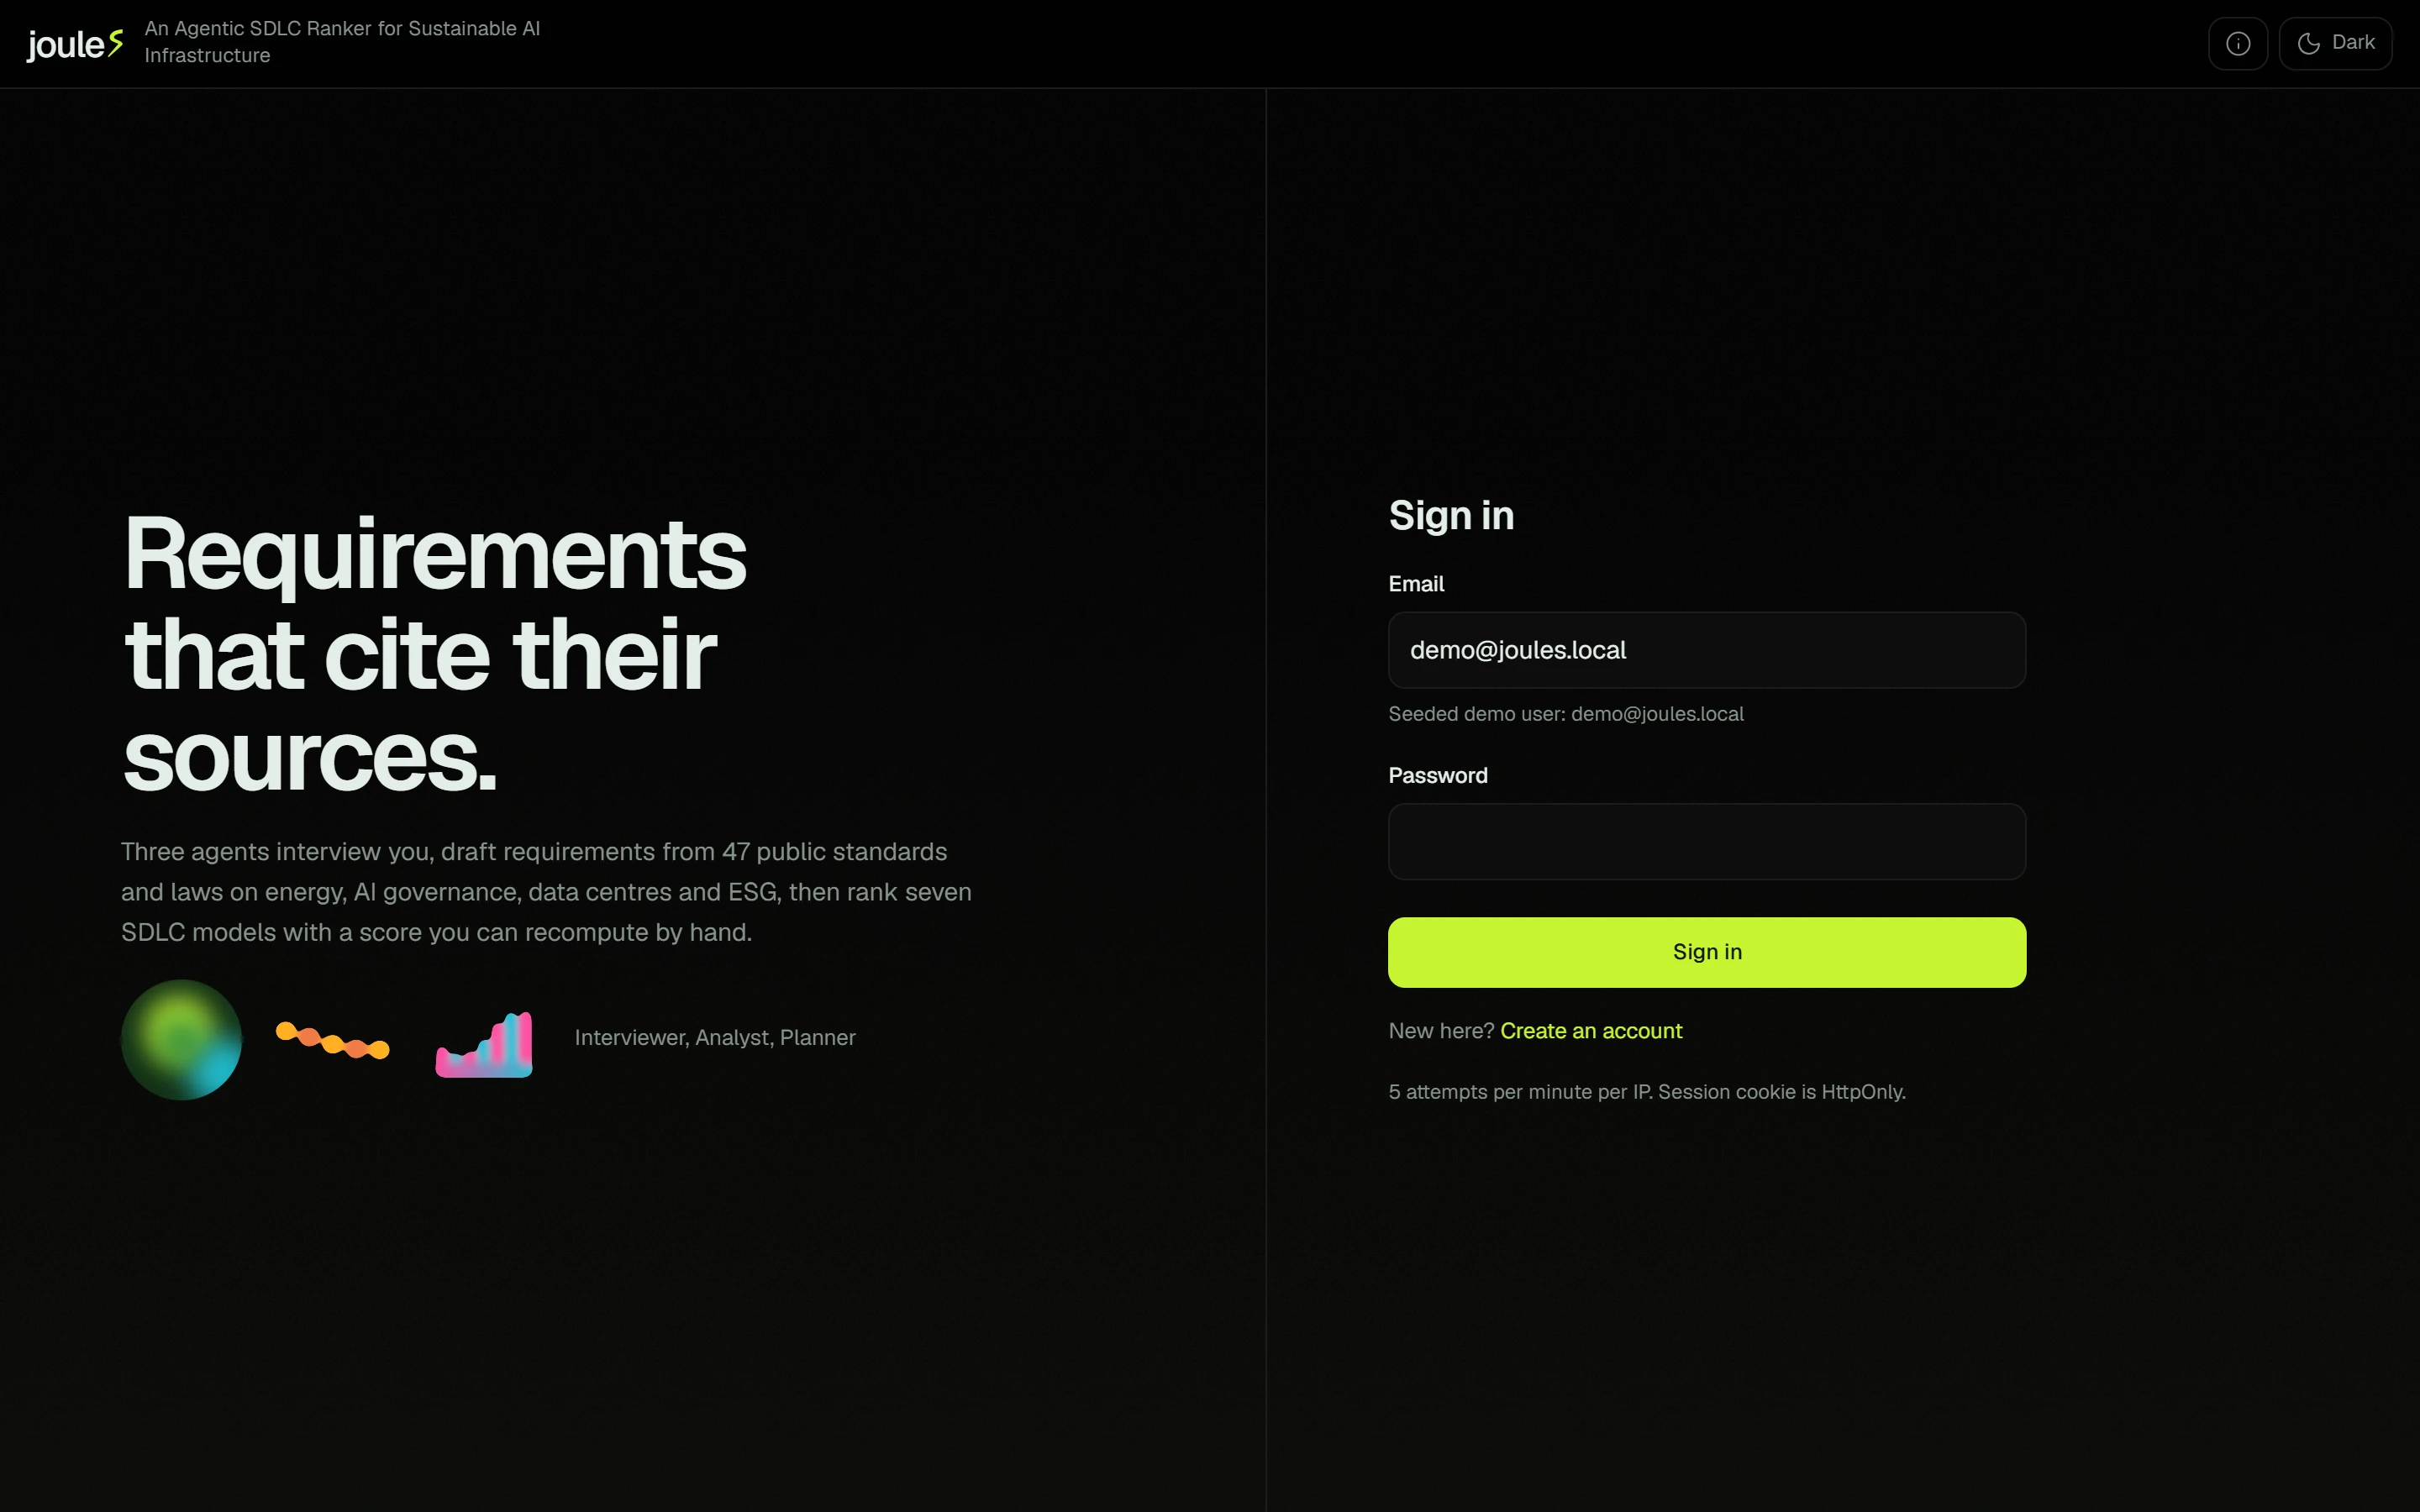 joules
An Agentic SDLC Ranker for Sustainable AI
Infrastructure
Dark
Requirements
that cite their
sources.
Three agents interview you, draft requirements from 47 public standards
and laws on energy, AI governance, data centres and ESG, then rank seven
SDLC models with a score you can recompute by hand.
Interviewer, Analyst, Planner
Sign in
Email
demo@joules.local
Seeded demo user: demo@joules.local
Password
Sign in
New here? Create an account
5 attempts per minute per IP. Session cookie is HttpOnly.